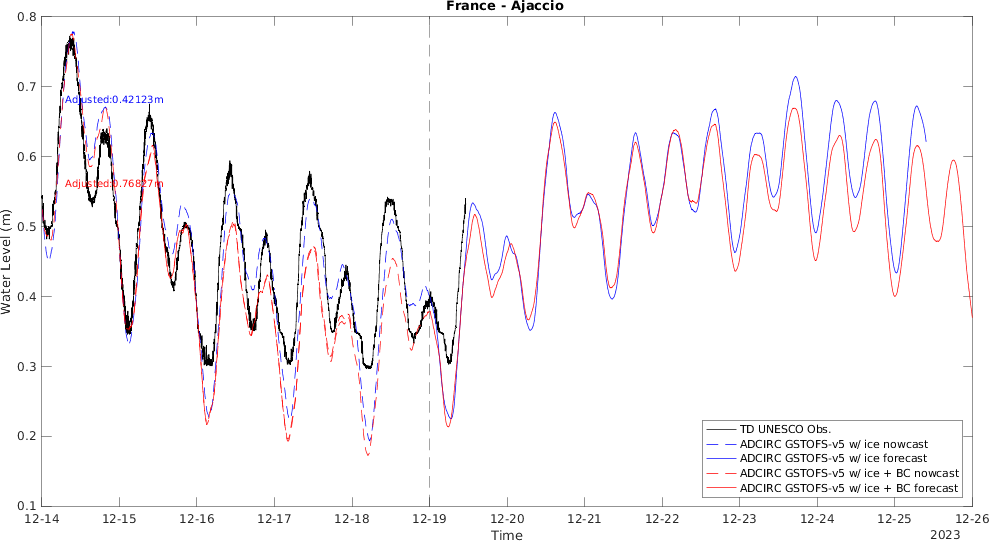 France - Ajaccio
Water Level (m)
0.8
0.7
0.6
0.5
0.4
0.3
0.2
0.1
Adjusted:0.42123m
Adjusted:0.76827m
TD UNESCO Obs.
ADCIRC GSTOFS-v5 w/ ice nowcast
ADCIRC GSTOFS-v5 w/ ice forecast
ADCIRC GSTOFS-v5 w/ ice + BC nowcast
ADCIRC GSTOFS-v5 w/ ice + BC forecast
12-14 12-15 12-16 12-17 12-18 12-19 12-20 12-21 12-22 12-23 12-24 12-25 12-26
Time
2023